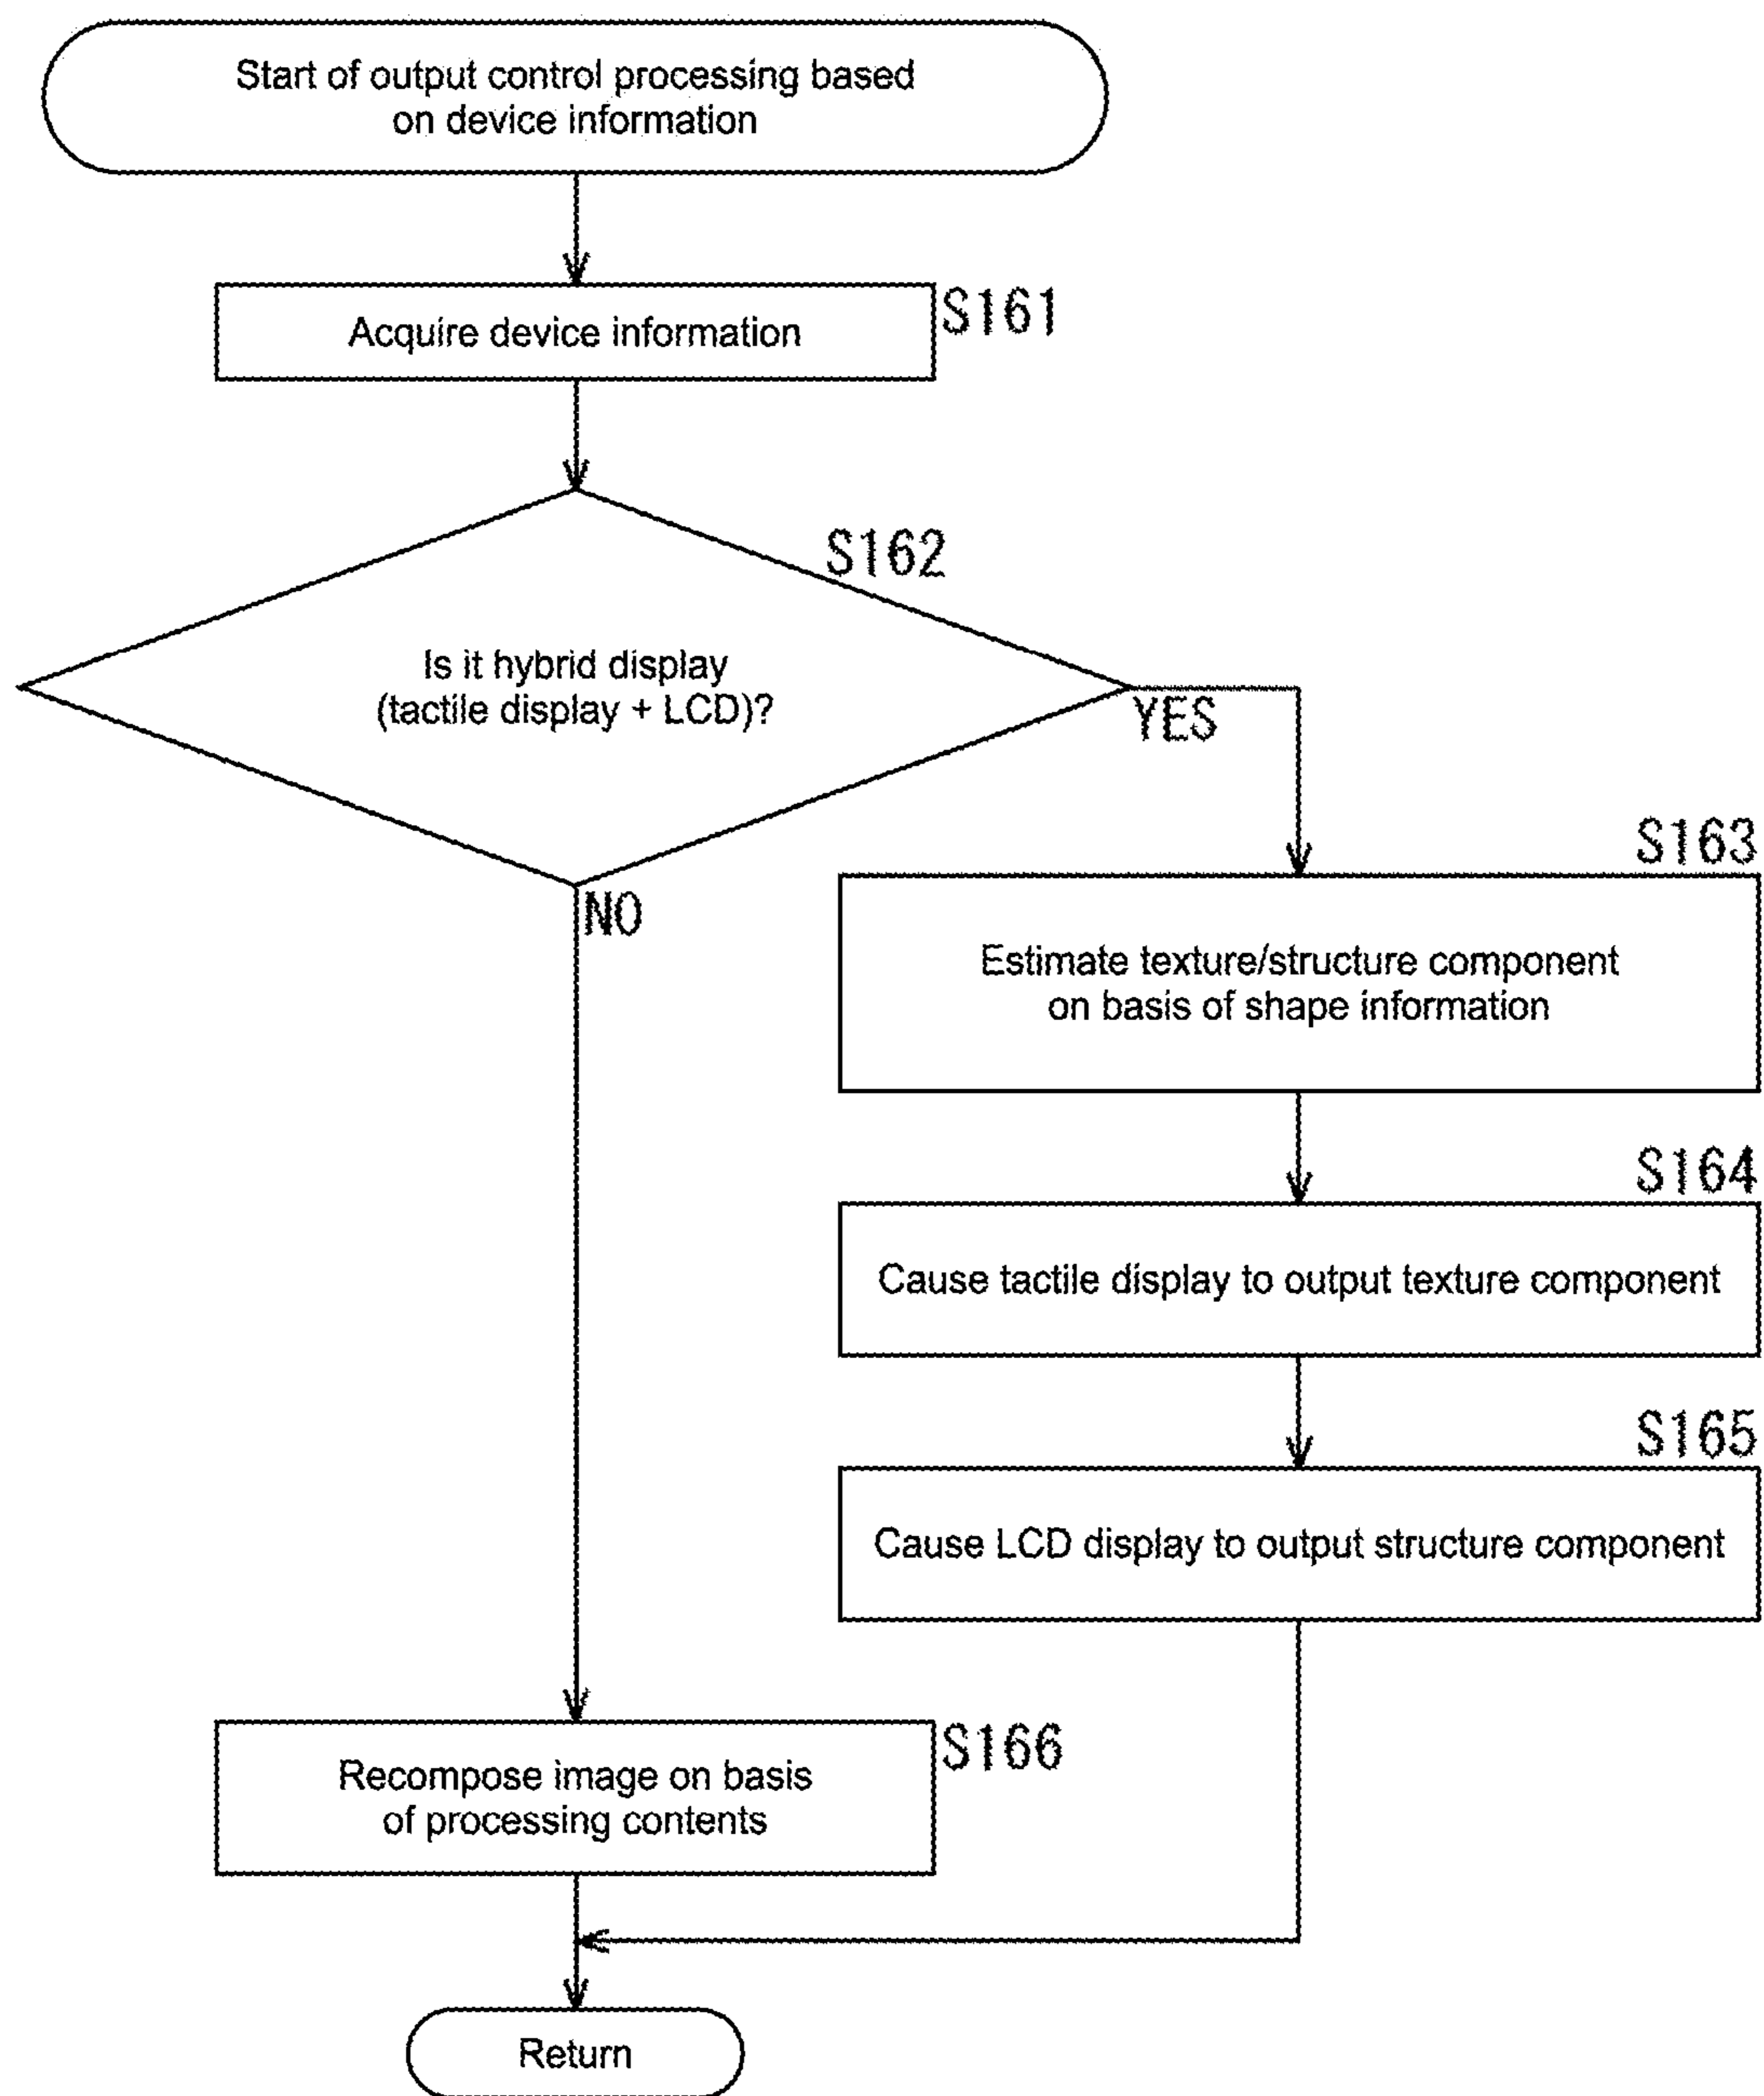 Start of output control processing based
on device information
Acquire device information
S161
S162
Is it hybrid display
(tactile display + LCD)?
YES
NO
S163
Estimate texture/structure component
on basis of shape information
S164
Cause tactile display to output texture component
S165
Cause LCD display to output structure component
S166
Recompose image on basis
of processing contents
Return